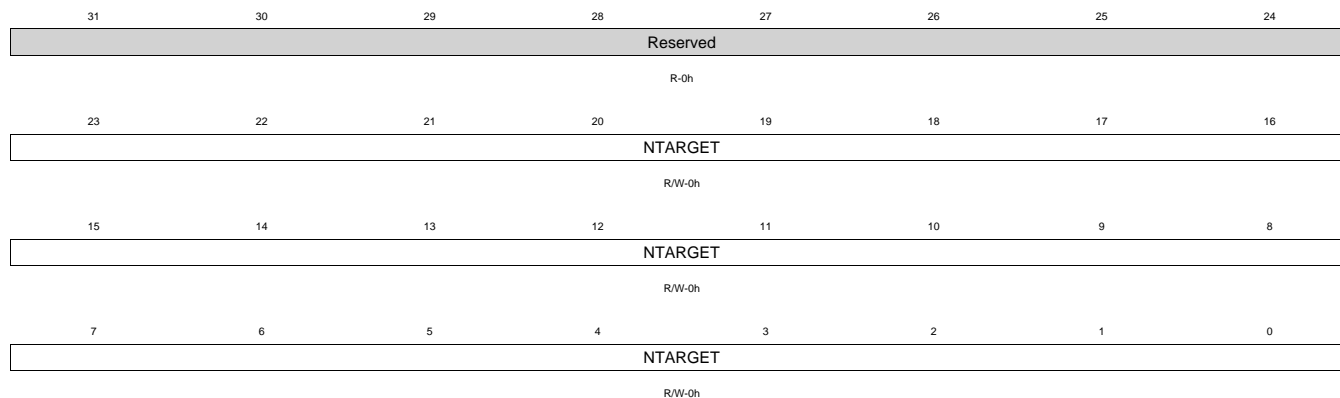 31 30 29 28 27 26 25 24
Reserved
R-0h
23 22 21 20 19 18 17 16
NTARGET
R/W-0h
15 14 13 12 11 10 9 8
NTARGET
R/W-0h
7 6 5 4 3 2 1 0
NTARGET
R/W-0h